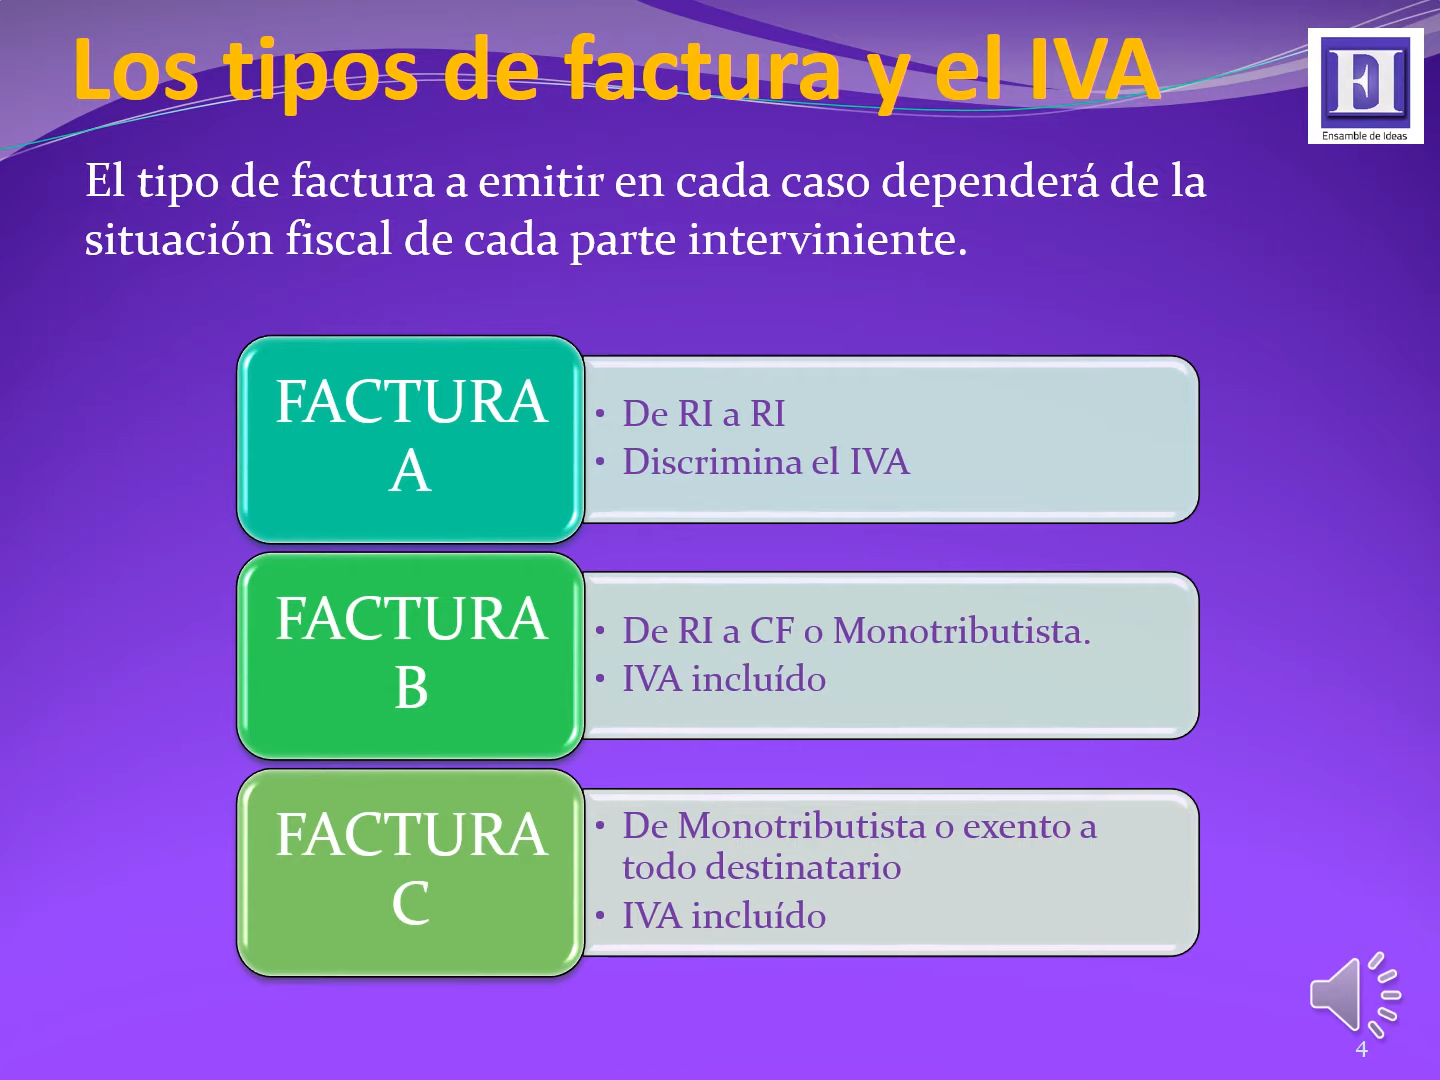 Los tipos de factura y el IVA
EI
Ensamble de Ideas
El tipo de factura a emitir en cada caso dependerá de la
situación fiscal de cada parte interviniente.
FACTURA
A
• De RI a RI
• Discrimina el IVA
FACTURA
B
• De RI a CF o Monotributista.
• IVA incluído
FACTURA
C
• De Monotributista o exento a
todo destinatario
• IVA incluído
4